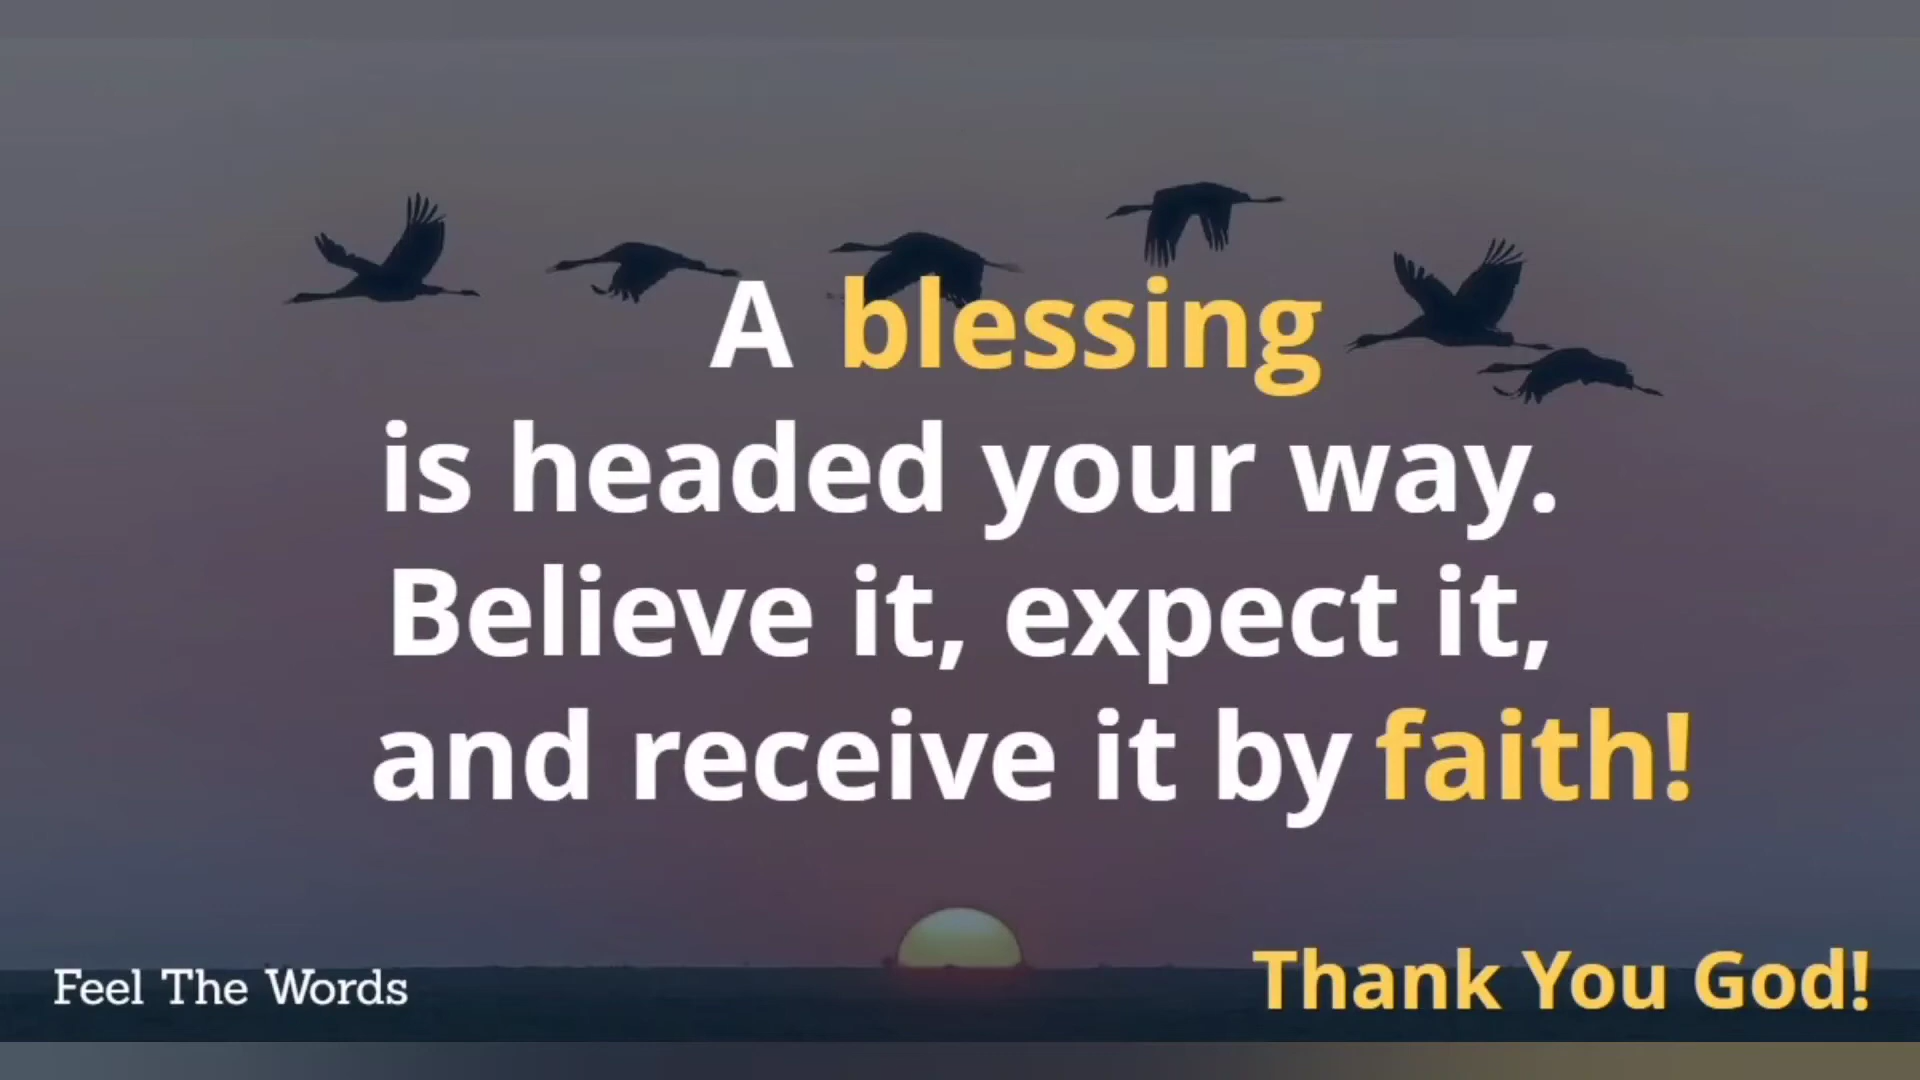 A blessing
is headed your way.
Believe it, expect it,
and receive it by faith!
Feel The Words
Thank You God!